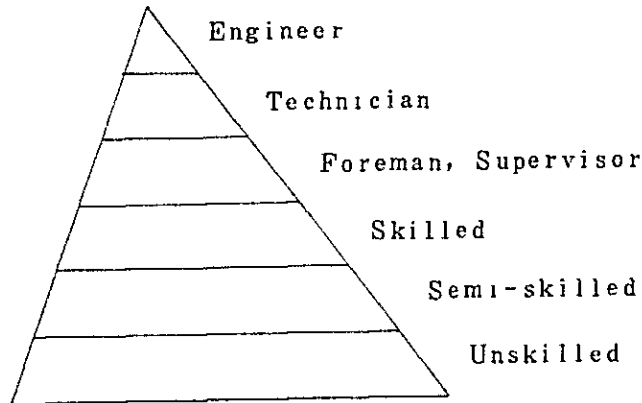 Engineer
Technician
Foreman, Supervisor
Skilled
Semi-skilled
Unskilled